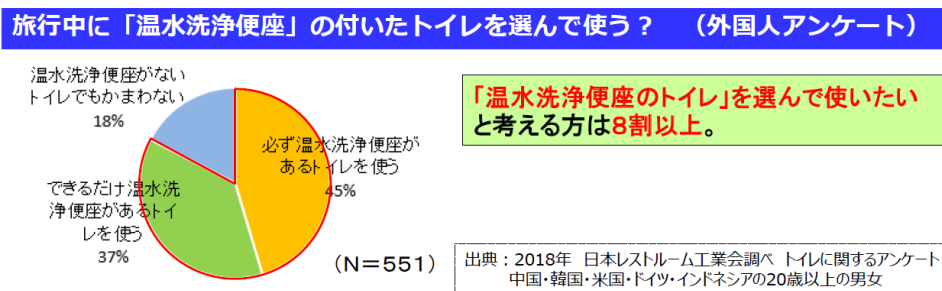 旅行中に「温水洗浄便座」の付いたトイレを選んで使う？　（外国人アンケート）
温水洗浄便座がない
トイレでもかまわない
18%
必ず温水洗浄便座が
あるトイレを使う
45%
できるだけ温水洗
浄便座があるトイ
レを使う
37%
（N＝551）
「温水洗浄便座のトイレ」を選んで使いたい
と考える方は8割以上。
出典：2018年 日本レストルーム工業会調べ トイレに関するアンケート
中国・韓国・米国・ドイツ・インドネシアの20歳以上の男女